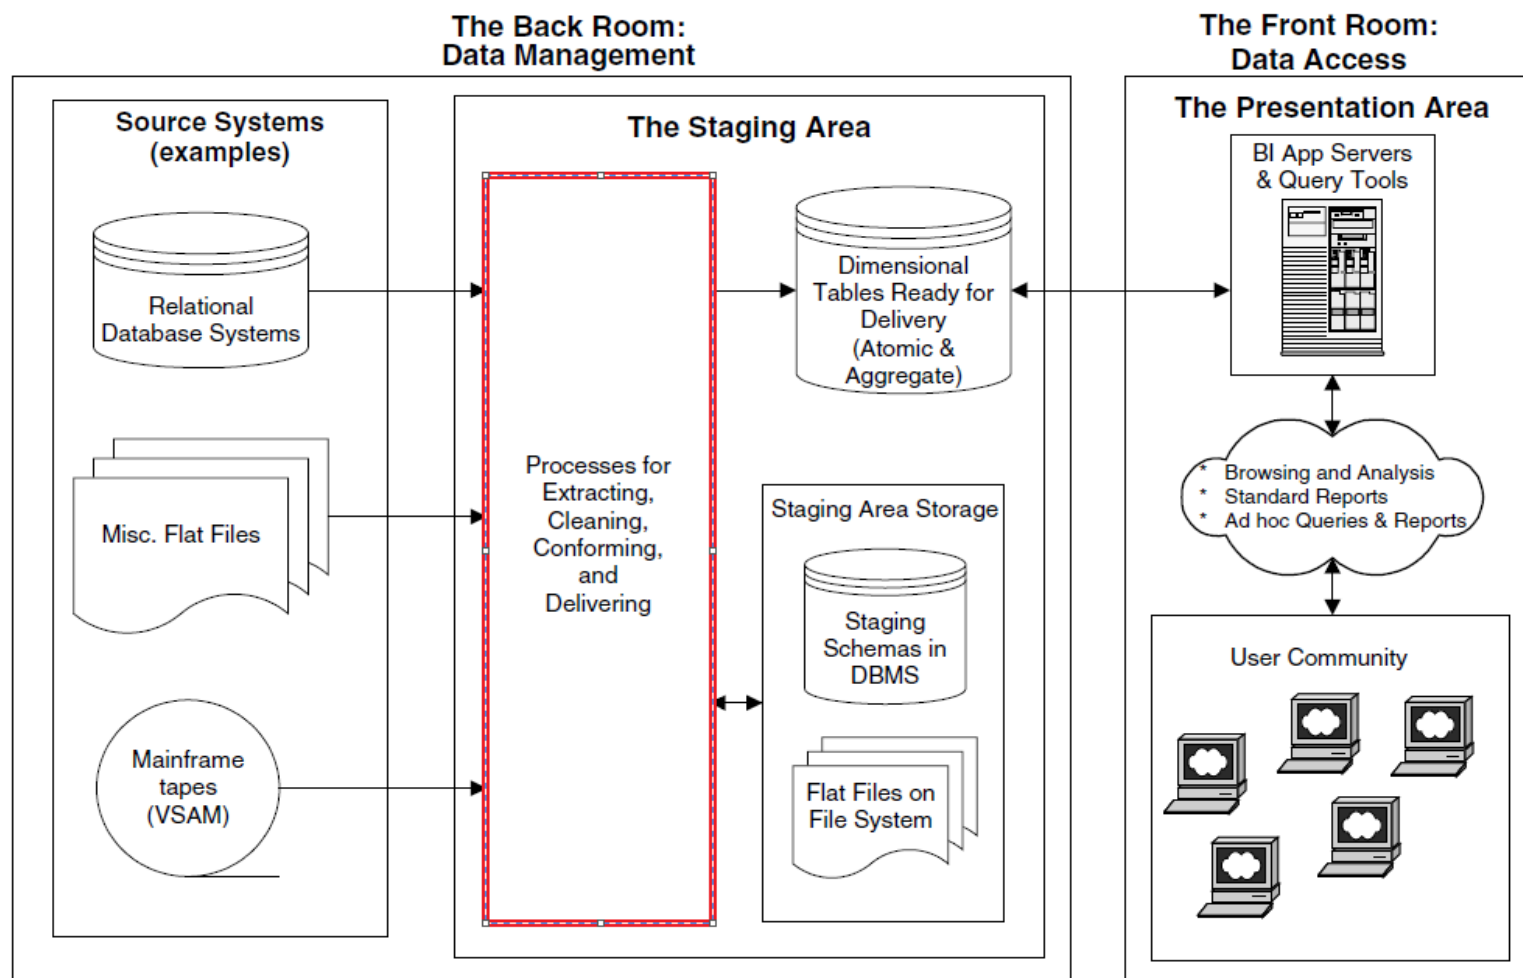 The Back Room:
Data Management
The Front Room:
Data Access
Source Systems
(examples)
Relational
Database Systems
Misc. Flat Files
Mainframe
tapes
(VSAM)
The Staging Area
Processes for
Extracting,
Cleaning,
Conforming,
and
Delivering
Dimensional
Tables Ready for
Delivery
(Atomic &
Aggregate)
Staging Area Storage
Staging
Schemas in
DBMS
Flat Files on
File System
The Presentation Area
BI App Servers
& Query Tools
* Browsing and Analysis
* Standard Reports
* Ad hoc Queries & Reports
User Community